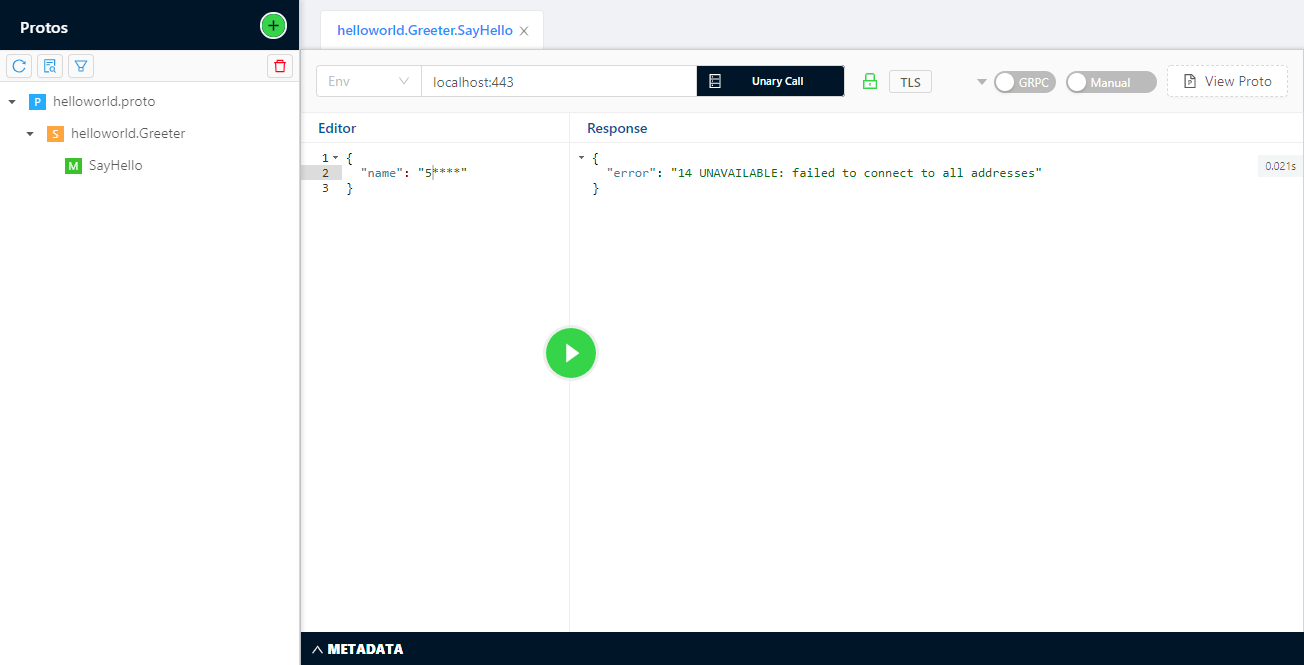 Protos
+
helloworld.Greeter.SayHello
Env
localhost:443
Unary Call
TLS
GRPC
Manual
View Proto
P helloworld.proto
S helloworld.Greeter
M SayHello
Editor
Response
1 {
2 "name": "5****"
3 }
{
"error": "14 UNAVAILABLE: failed to connect to all addresses"
}
0.021s
METADATA